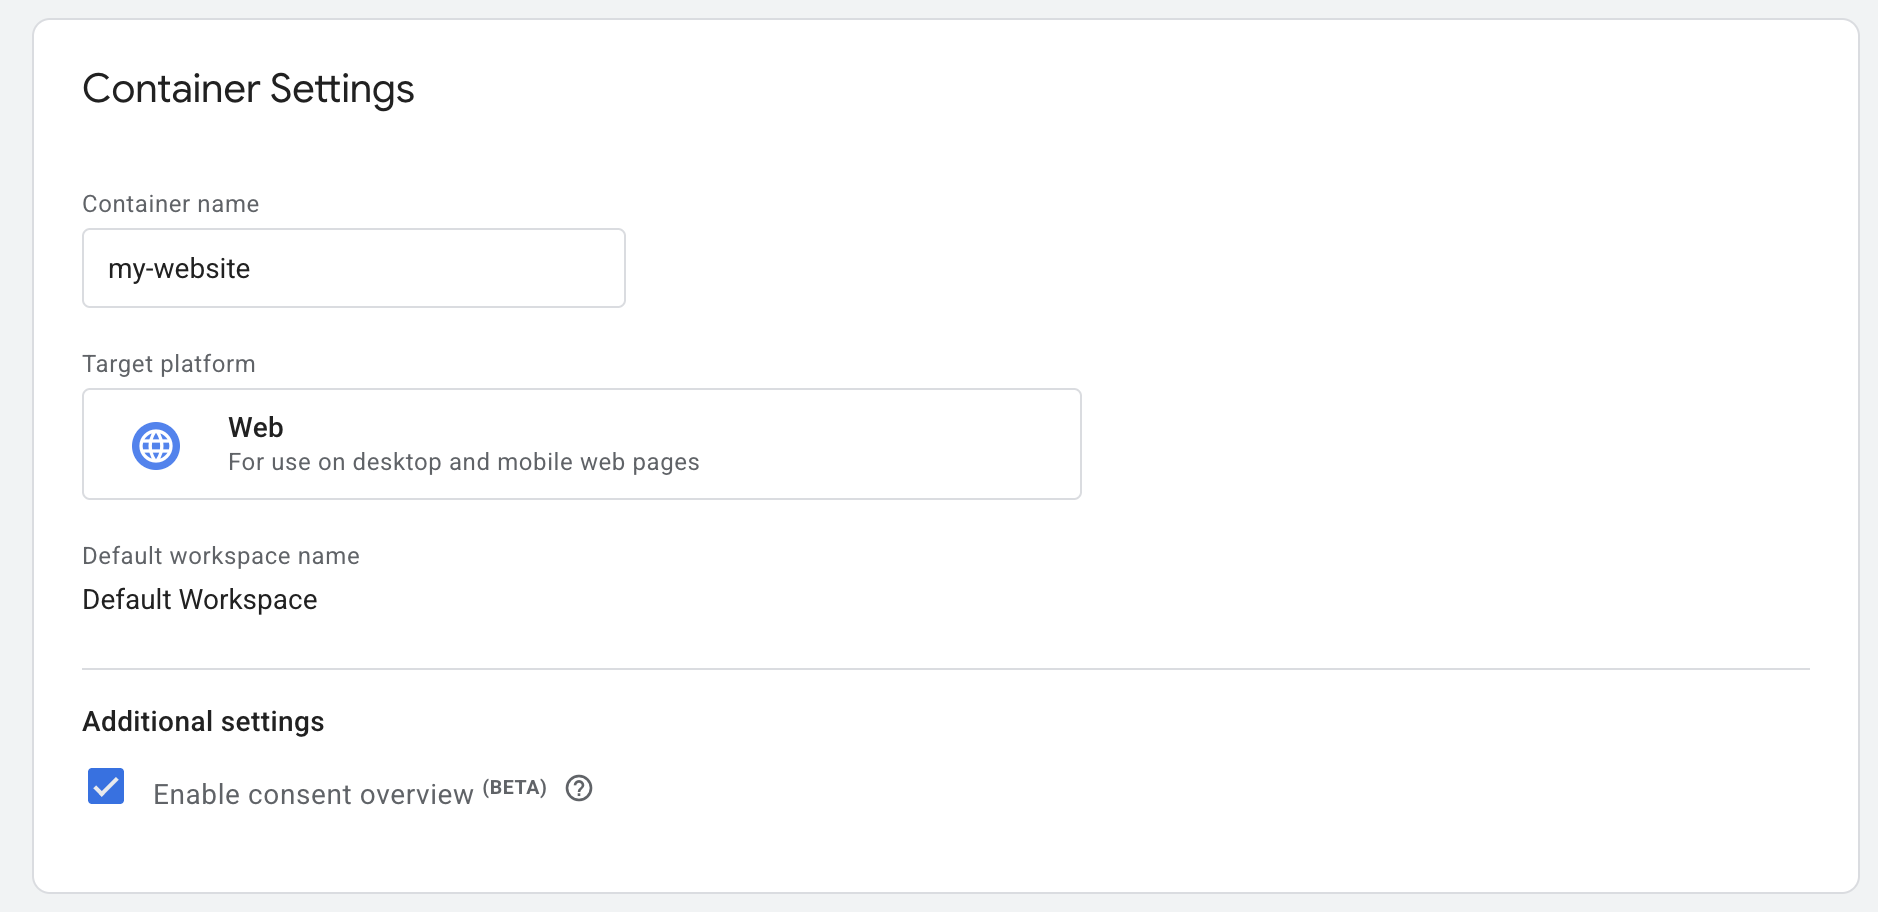 Container Settings
Container name
my-website
Target platform
Web
For use on desktop and mobile web pages
Default workspace name
Default Workspace
Additional settings
Enable consent overview (BETA) ?